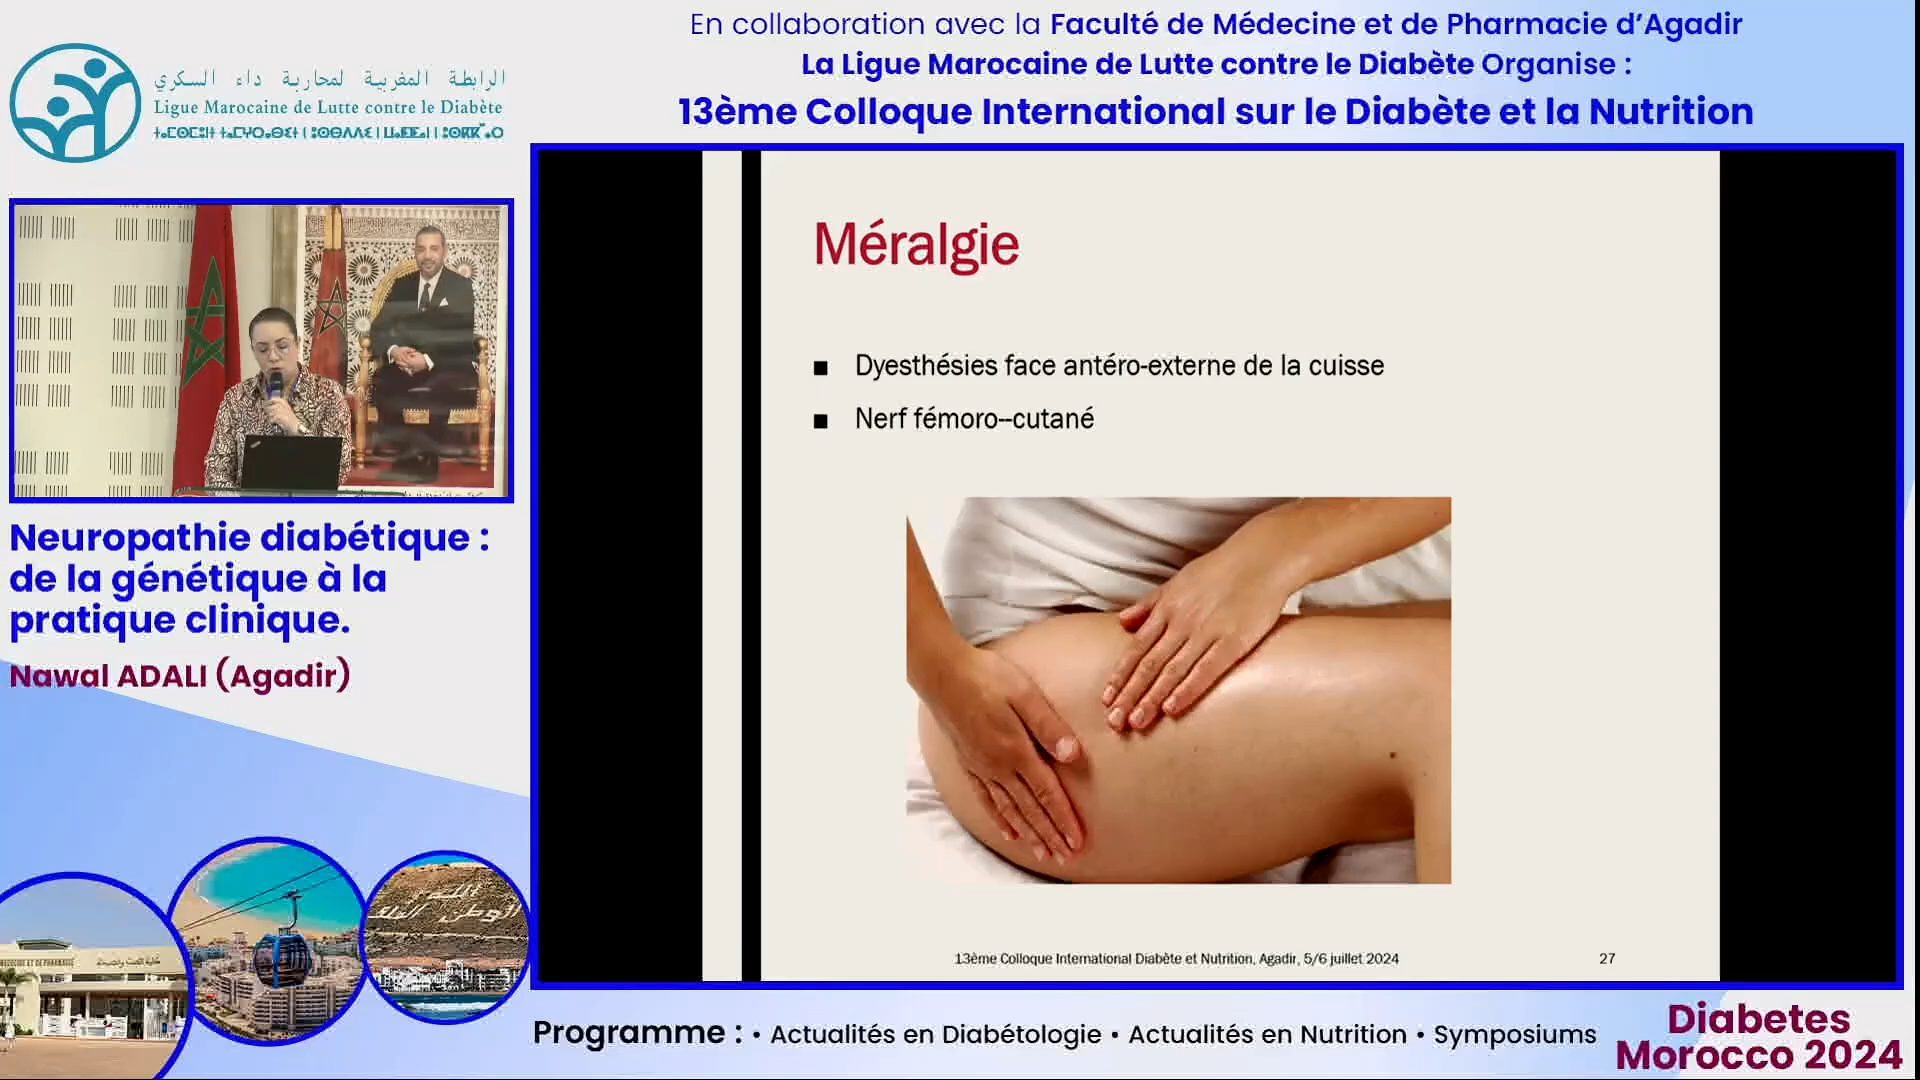 En collaboration avec la Faculté de Médecine et de Pharmacie d’Agadir
La Ligue Marocaine de Lutte contre le Diabète Organise :
13ème Colloque International sur le Diabète et la Nutrition
الرابطة المغربية لمحاربة داء السكري
Ligue Marocaine de Lutte contre le Diabète
Neuropathie diabétique :
de la génétique à la
pratique clinique.
Nawal ADALI (Agadir)
Méralgie
■ Dyesthésies face antéro-externe de la cuisse
■ Nerf fémoro--cutané
13ème Colloque International Diabète et Nutrition, Agadir, 5/6 juillet 2024
27
الله
الوطن الملك
Programme : • Actualités en Diabétologie • Actualités en Nutrition • Symposiums
Diabetes
Morocco 2024